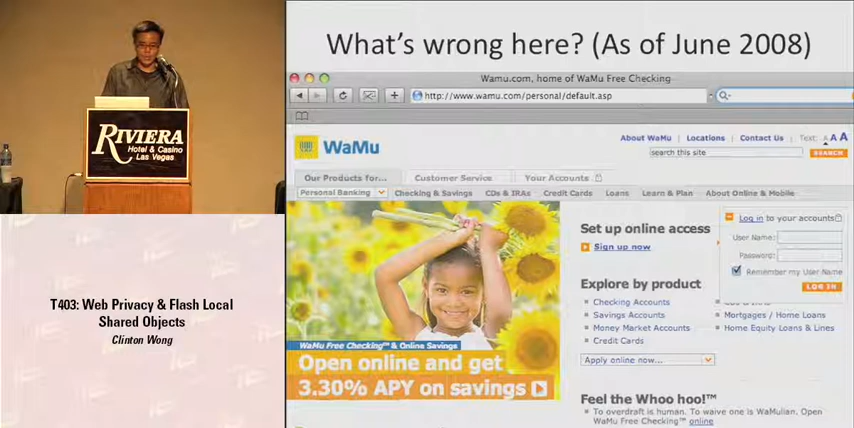 RIVIERA
Hotel & Casino
Las Vegas
T403: Web Privacy & Flash Local
Shared Objects
Clinton Wong
What's wrong here? (As of June 2008)
Wamu.com, home of WaMu Free Checking
http://www.wamu.com/personal/default.asp
WaMu
About WaMu | Locations | Contact Us | Text: A A A
search this site SEARCH
Our Products for... Customer Service Your Accounts
Personal Banking Checking & Savings CDs & IRAs Credit Cards Loans Learn & Plan About Online & Mobile
Set up online access
Sign up now
Log in to your accounts
User Name:
Password:
Remember my User Name
LOG IN
Explore by product
Checking Accounts
Savings Accounts
Money Market Accounts
Credit Cards
Mortgages / Home Loans
Home Equity Loans & Lines
Apply online now...
WaMu Free Checking™ & Online Savings
Open online and get
3.30% APY on savings
Feel the Whoo hoo!™
To overdraft is human. To waive one is WaMulian. Open
WaMu Free Checking™ online